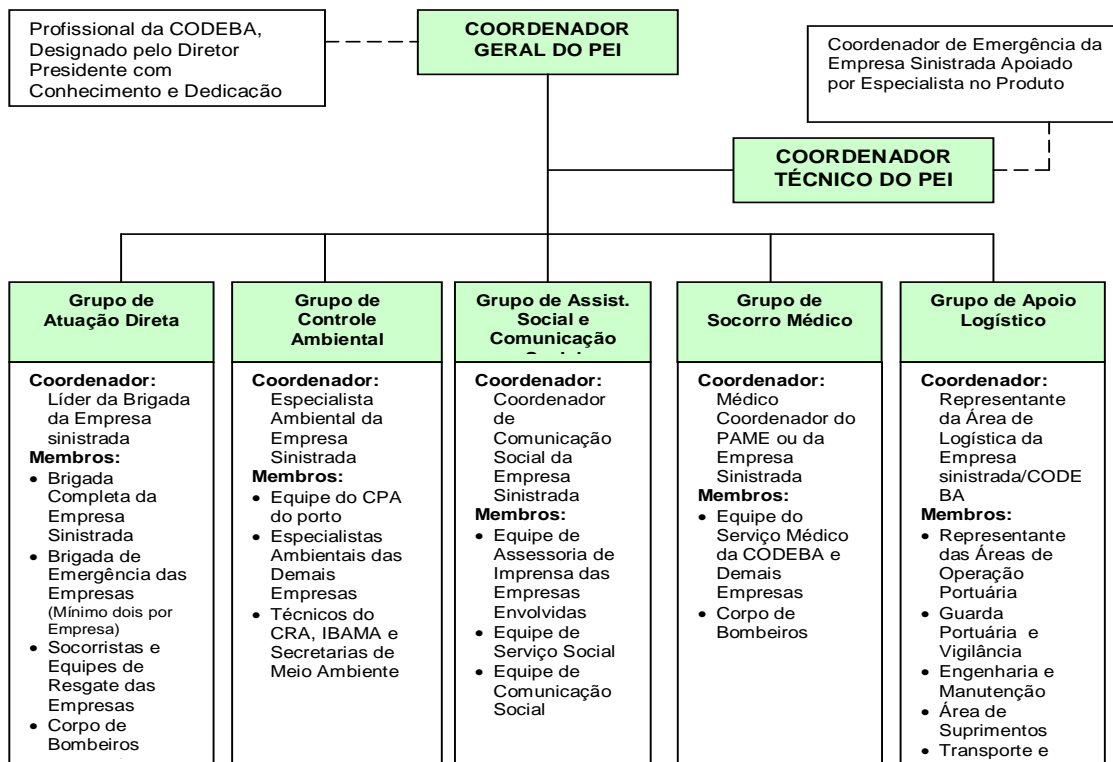 Profissional da CODEBA,
Designado pelo Diretor
Presidente com
Conhecimento e Dedicação
COORDENADOR
GERAL DO PEI
Coordenador de Emergência da
Empresa Sinistrada Apoiado
por Especialista no Produto
COORDENADOR
TÉCNICO DO PEI
Grupo de
Atuação Direta
Coordenador:
Líder da Brigada
da Empresa
sinistrada
Membros:
• Brigada
Completa da
Empresa
Sinistrada
• Brigada de
Emergência das
Empresas
(Mínimo dois por
Empresa)
• Socorristas e
Equipes de
Resgate das
Empresas
• Corpo de
Bombeiros
Grupo de
Controle
Ambiental
Coordenador:
Especialista
Ambiental da
Empresa
Sinistrada
Membros:
• Equipe do CPA
do porto
• Especialistas
Ambientais das
Demais
Empresas
• Técnicos do
CRA, IBAMA e
Secretarias de
Meio Ambiente
Grupo de Assist.
Social e
Comunicação
Coordenador:
Coordenador
de
Comunicação
Social da
Empresa
Sinistrada
Membros:
• Equipe de
Assessoria de
Imprensa das
Empresas
Envolvidas
• Equipe de
Serviço Social
• Equipe de
Comunicação
Social
Grupo de
Socorro Médico
Coordenador:
Médico
Coordenador do
PAME ou da
Empresa
Sinistrada
Membros:
• Equipe do
Serviço Médico
da CODEBA e
Demais
Empresas
• Corpo de
Bombeiros
Grupo de Apoio
Logístico
Coordenador:
Representante
da Área de
Logística da
Empresa
sinistrada/CODE
BA
Membros:
• Representante
das Áreas de
Operação
Portuária
• Guarda
Portuária e
Vigilância
• Engenharia e
Manutenção
• Área de
Suprimentos
• Transporte e